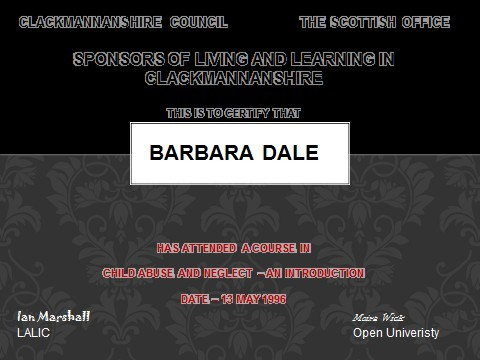 CLACKMANNANSHIRE COUNCIL THE SCOTTISH OFFICE
SPONSORS OF LIVING AND LEARNING IN
CLACKMANNANSHIRE
THIS IS TO CERTIFY THAT
BARBARA DALE
HAS ATTENDED A COURSE IN
CHILD ABUSE AND NEGLECT – AN INTRODUCTION
DATE – 13 MAY 1996
Ian Marshall Moira Wick
LALIC Open Univeristy